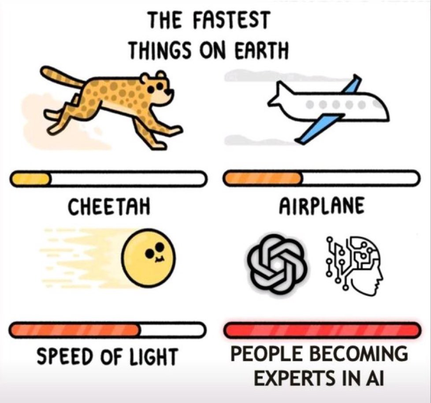 THE FASTEST
THINGS ON EARTH
CHEETAH
AIRPLANE
SPEED OF LIGHT
PEOPLE BECOMING
EXPERTS IN AI